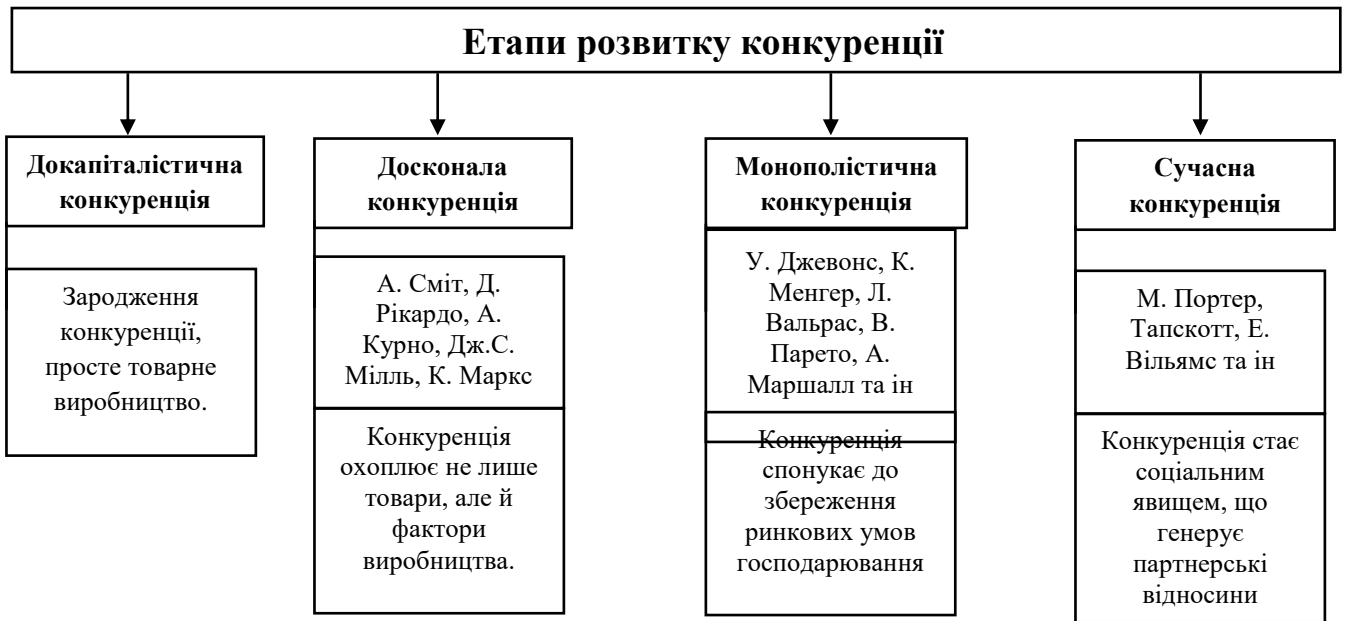 Етапи розвитку конкуренції
Докапіталістична
конкуренція
Зародження
конкуренції,
просте товарне
виробництво.
Досконала
конкуренція
А. Сміт, Д.
Рікардо, А.
Курно, Дж.С.
Мілль, К. Маркс
Конкуренція
охоплює не лише
товари, але й
фактори
виробництва.
Монополістична
конкуренція
У. Джевонс, К.
Менгер, Л.
Вальрас, В.
Парето, А.
Маршалл та ін
Конкуренція
спонукає до
збереження
ринкових умов
господарювання
Сучасна
конкуренція
М. Портер,
Тапскотт, Е.
Вільямс та ін
Конкуренція стає
соціальним
явищем, що
генерує
партнерські
відносини